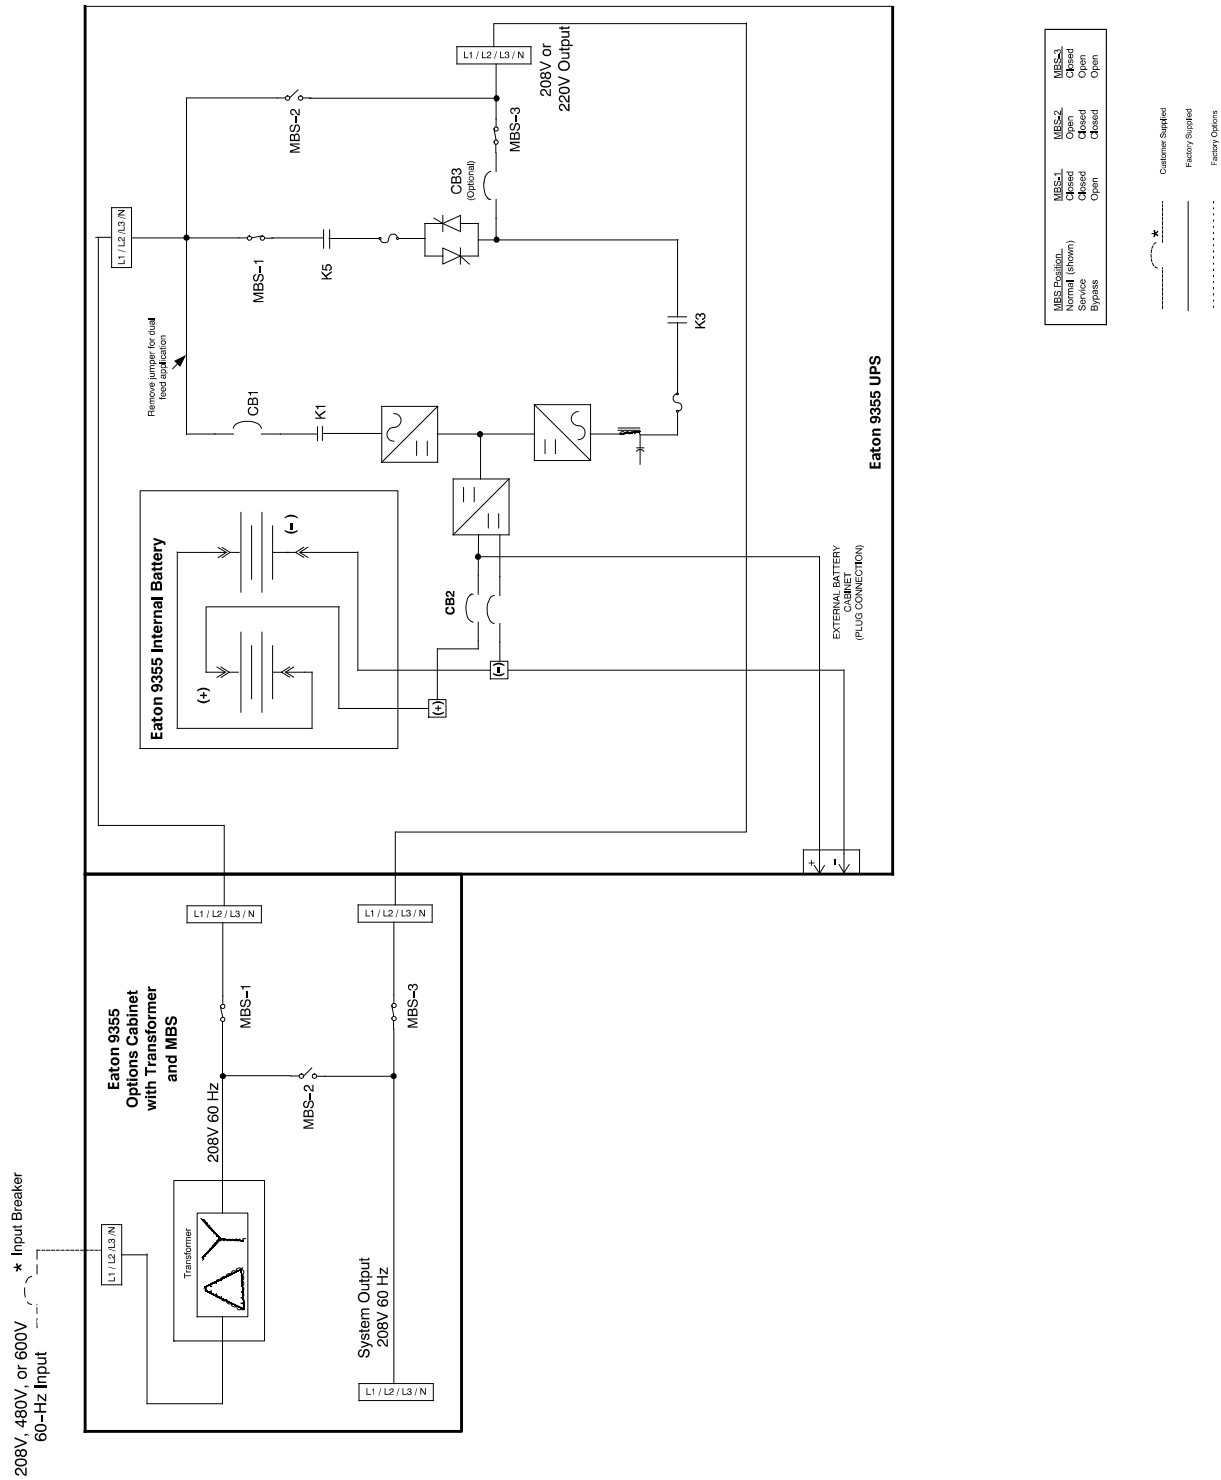 208V, 480V, or 600V
60-Hz Input
* Input Breaker
L1 / L2 /L3 /N
Eaton 9355
Options Cabinet
with Transformer
and MBS
Transformer
208V 60 Hz
MBS-1
MBS-2
MBS-3
L1 / L2 / L3 / N
L1 / L2 / L3 / N
System Output
208V 60 Hz
L1 / L2 / L3 / N
Eaton 9355 UPS
L1 / L2 /L3 /N
Remove jumper for dual
feed application
MBS-2
MBS-1
K5
CB3
(Optional)
MBS-3
L1 / L2 / L3 / N
208V or
220V Output
CB1
K1
K3
Eaton 9355 Internal Battery
(+)
(-)
CB2
(+)
(-)
EXTERNAL BATTERY
CABINET
(PLUG CONNECTION)
+
-
MBS Position MBS-1 MBS-2 MBS-3
Normal (shown) Closed Open Closed
Service Closed Closed Open
Bypass Open Closed Open
*
Customer Supplied
Factory Supplied
Factory Options